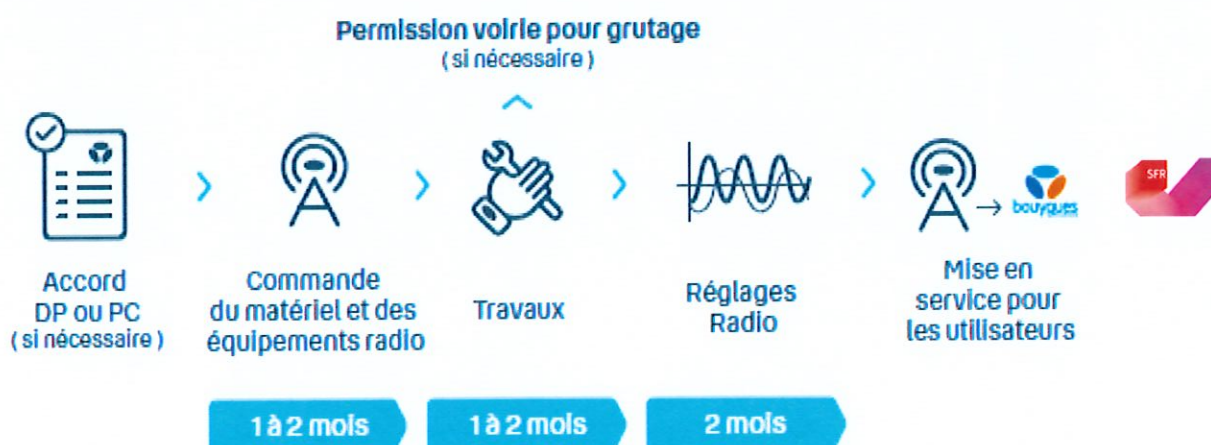 Permission voirie pour grutage
( si nécessaire )
bouygues
SFR
Accord
DP ou PC
( si nécessaire )
Commande
du matériel et des
équipements radio
Travaux
Réglages
Radio
Mise en
service pour
les utilisateurs
1 à 2 mois
1 à 2 mois
2 mois